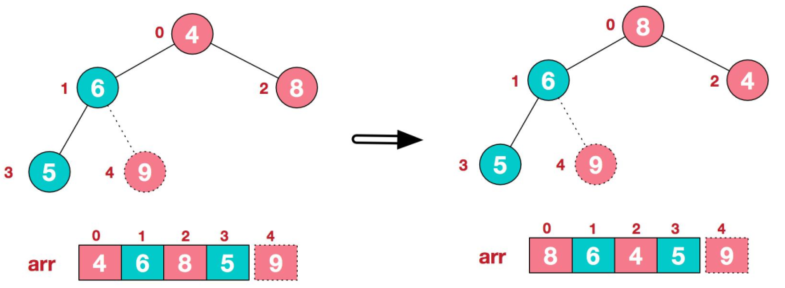 0 4
1 6 2 8
3 5 4 9
0 1 2 3 4
arr 4 6 8 5 9
0 8
1 6 2 4
3 5 4 9
0 1 2 3 4
arr 8 6 4 5 9